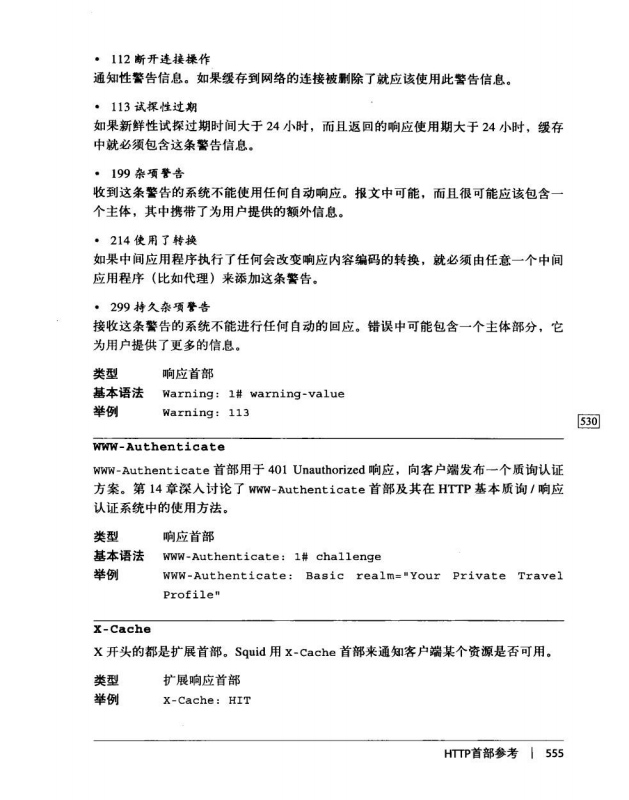 • 112 断开连接操作
通知性警告信息。如果缓存到网络的连接被删除了就应该使用此警告信息。
• 113 试探性过期
如果新鲜性试探过期时间大于 24 小时，而且返回的响应使用期大于 24 小时，缓存
中就必须包含这条警告信息。
• 199 杂项警告
收到这条警告的系统不能使用任何自动响应。报文中可能，而且很可能应该包含一
个主体，其中携带了为用户提供的额外信息。
• 214 使用了转换
如果中间应用程序执行了任何会改变响应内容编码的转换，就必须由任意一个中间
应用程序（比如代理）来添加这条警告。
• 299 持久杂项警告
接收这条警告的系统不能进行任何自动的回应。错误中可能包含一个主体部分，它
为用户提供了更多的信息。
类型 响应首部
基本语法 Warning: 1# warning-value
举例 Warning: 113
530
WWW-Authenticate
WWW-Authenticate 首部用于 401 Unauthorized 响应，向客户端发布一个质询认证
方案。第 14 章深入讨论了 WWW-Authenticate 首部及其在 HTTP 基本质询 / 响应
认证系统中的使用方法。
类型 响应首部
基本语法 WWW-Authenticate: 1# challenge
举例 WWW-Authenticate: Basic realm="Your Private Travel
Profile"
X-Cache
X 开头的都是扩展首部。Squid 用 X-Cache 首部来通知客户端某个资源是否可用。
类型 扩展响应首部
举例 X-Cache: HIT
HTTP首部参考 | 555